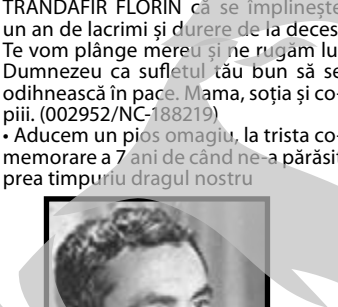 TRANDAFIR FLORIN că se împlinește
un an de lacrimi și durere de la deces.
Te vom plânge mereu și ne rugăm lui
Dumnezeu ca sufletul tău bun să se
odihnească în pace. Mama, soția și co-
piii. (002952/NC-188219)
• Aducem un pios omagiu, la trista co-
memorare a 7 ani de când ne-a părăsit
prea timpuriu dragul nostru